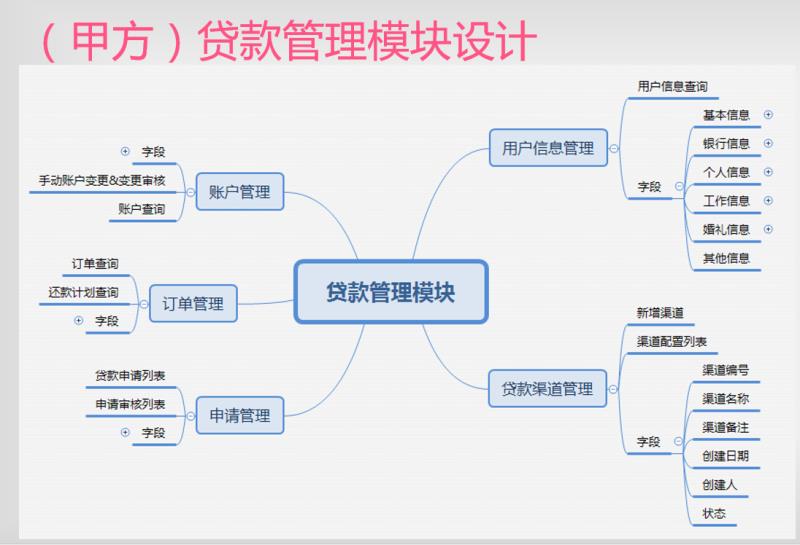 （甲方）贷款管理模块设计
贷款管理模块
用户信息管理
用户信息查询
字段
基本信息
银行信息
个人信息
工作信息
婚礼信息
其他信息
贷款渠道管理
新增渠道
渠道配置列表
字段
渠道编号
渠道名称
渠道备注
创建日期
创建人
状态
账户管理
字段
手动账户变更&变更审核
账户查询
订单管理
订单查询
还款计划查询
字段
申请管理
贷款申请列表
申请审核列表
字段